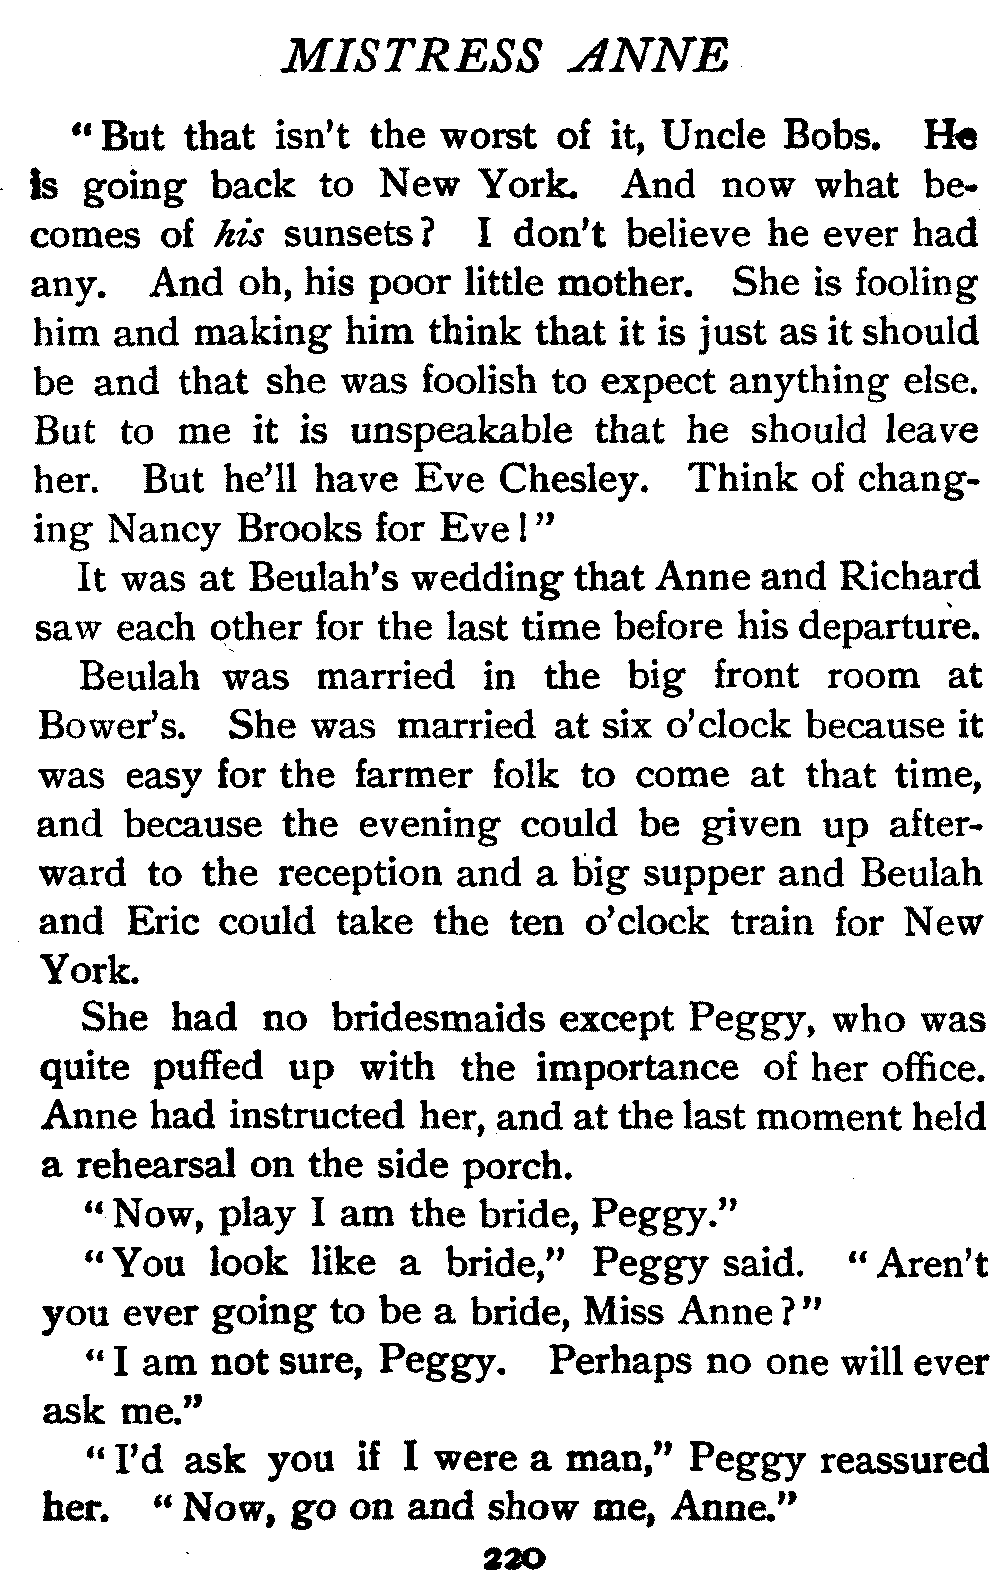 MISTRESS ANNE
"But that isn't the worst of it, Uncle Bobs. He
is going back to New York. And now what be-
comes of his sunsets? I don't believe he ever had
any. And oh, his poor little mother. She is fooling
him and making him think that it is just as it should
be and that she was foolish to expect anything else.
But to me it is unspeakable that he should leave
her. But he'll have Eve Chesley. Think of chang-
ing Nancy Brooks for Eve!"
It was at Beulah's wedding that Anne and Richard
saw each other for the last time before his departure.
Beulah was married in the big front room at
Bower's. She was married at six o'clock because it
was easy for the farmer folk to come at that time,
and because the evening could be given up after-
ward to the reception and a big supper and Beulah
and Eric could take the ten o'clock train for New
York.
She had no bridesmaids except Peggy, who was
quite puffed up with the importance of her office.
Anne had instructed her, and at the last moment held
a rehearsal on the side porch.
"Now, play I am the bride, Peggy."
"You look like a bride," Peggy said. "Aren't
you ever going to be a bride, Miss Anne?"
"I am not sure, Peggy. Perhaps no one will ever
ask me."
"I'd ask you if I were a man," Peggy reassured
her. "Now, go on and show me, Anne."
220